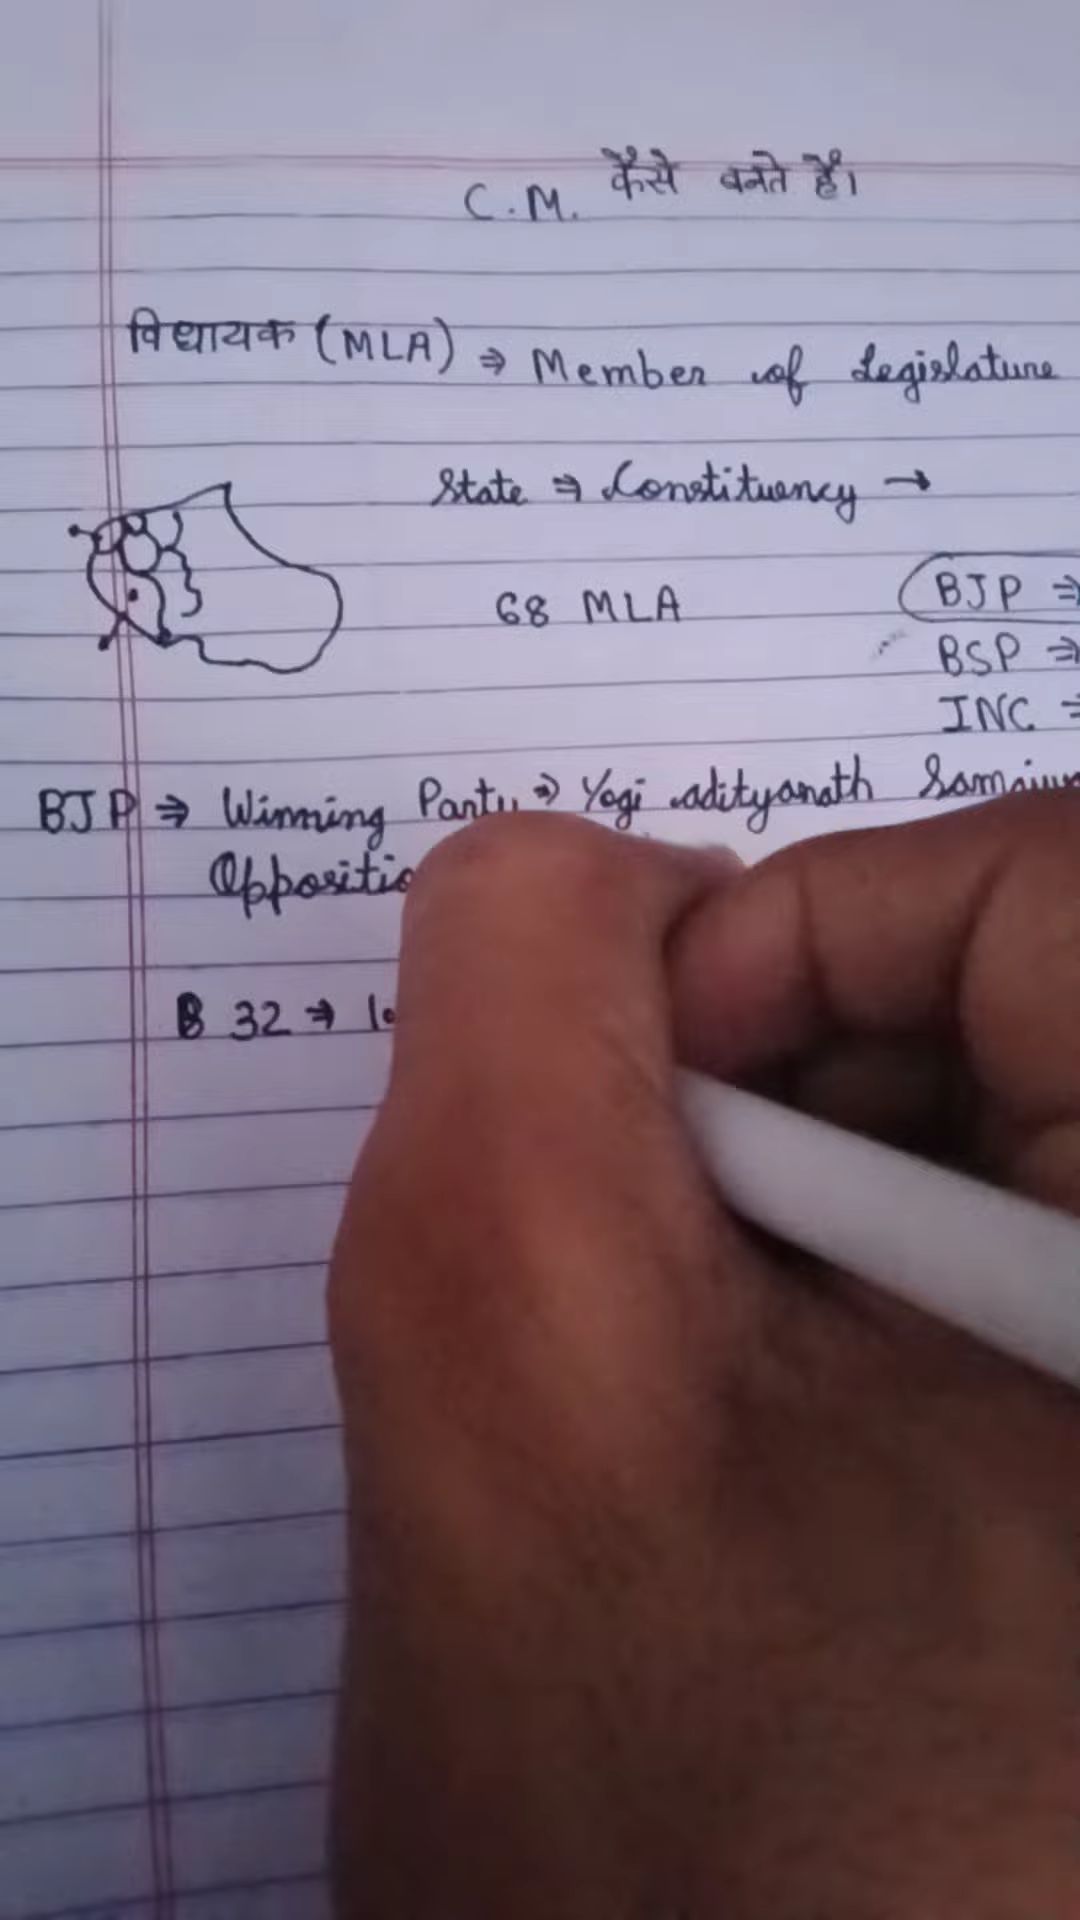 C.M. कैसे बनते हैं।
विधायक (MLA) ⇒ Member of Legislature
State ⇒ Constituency →
68 MLA
BJP ⇒
BSP ⇒
INC =
BJP ⇒ Winning Party ⇒ Yogi adityanath
B 32 ⇒